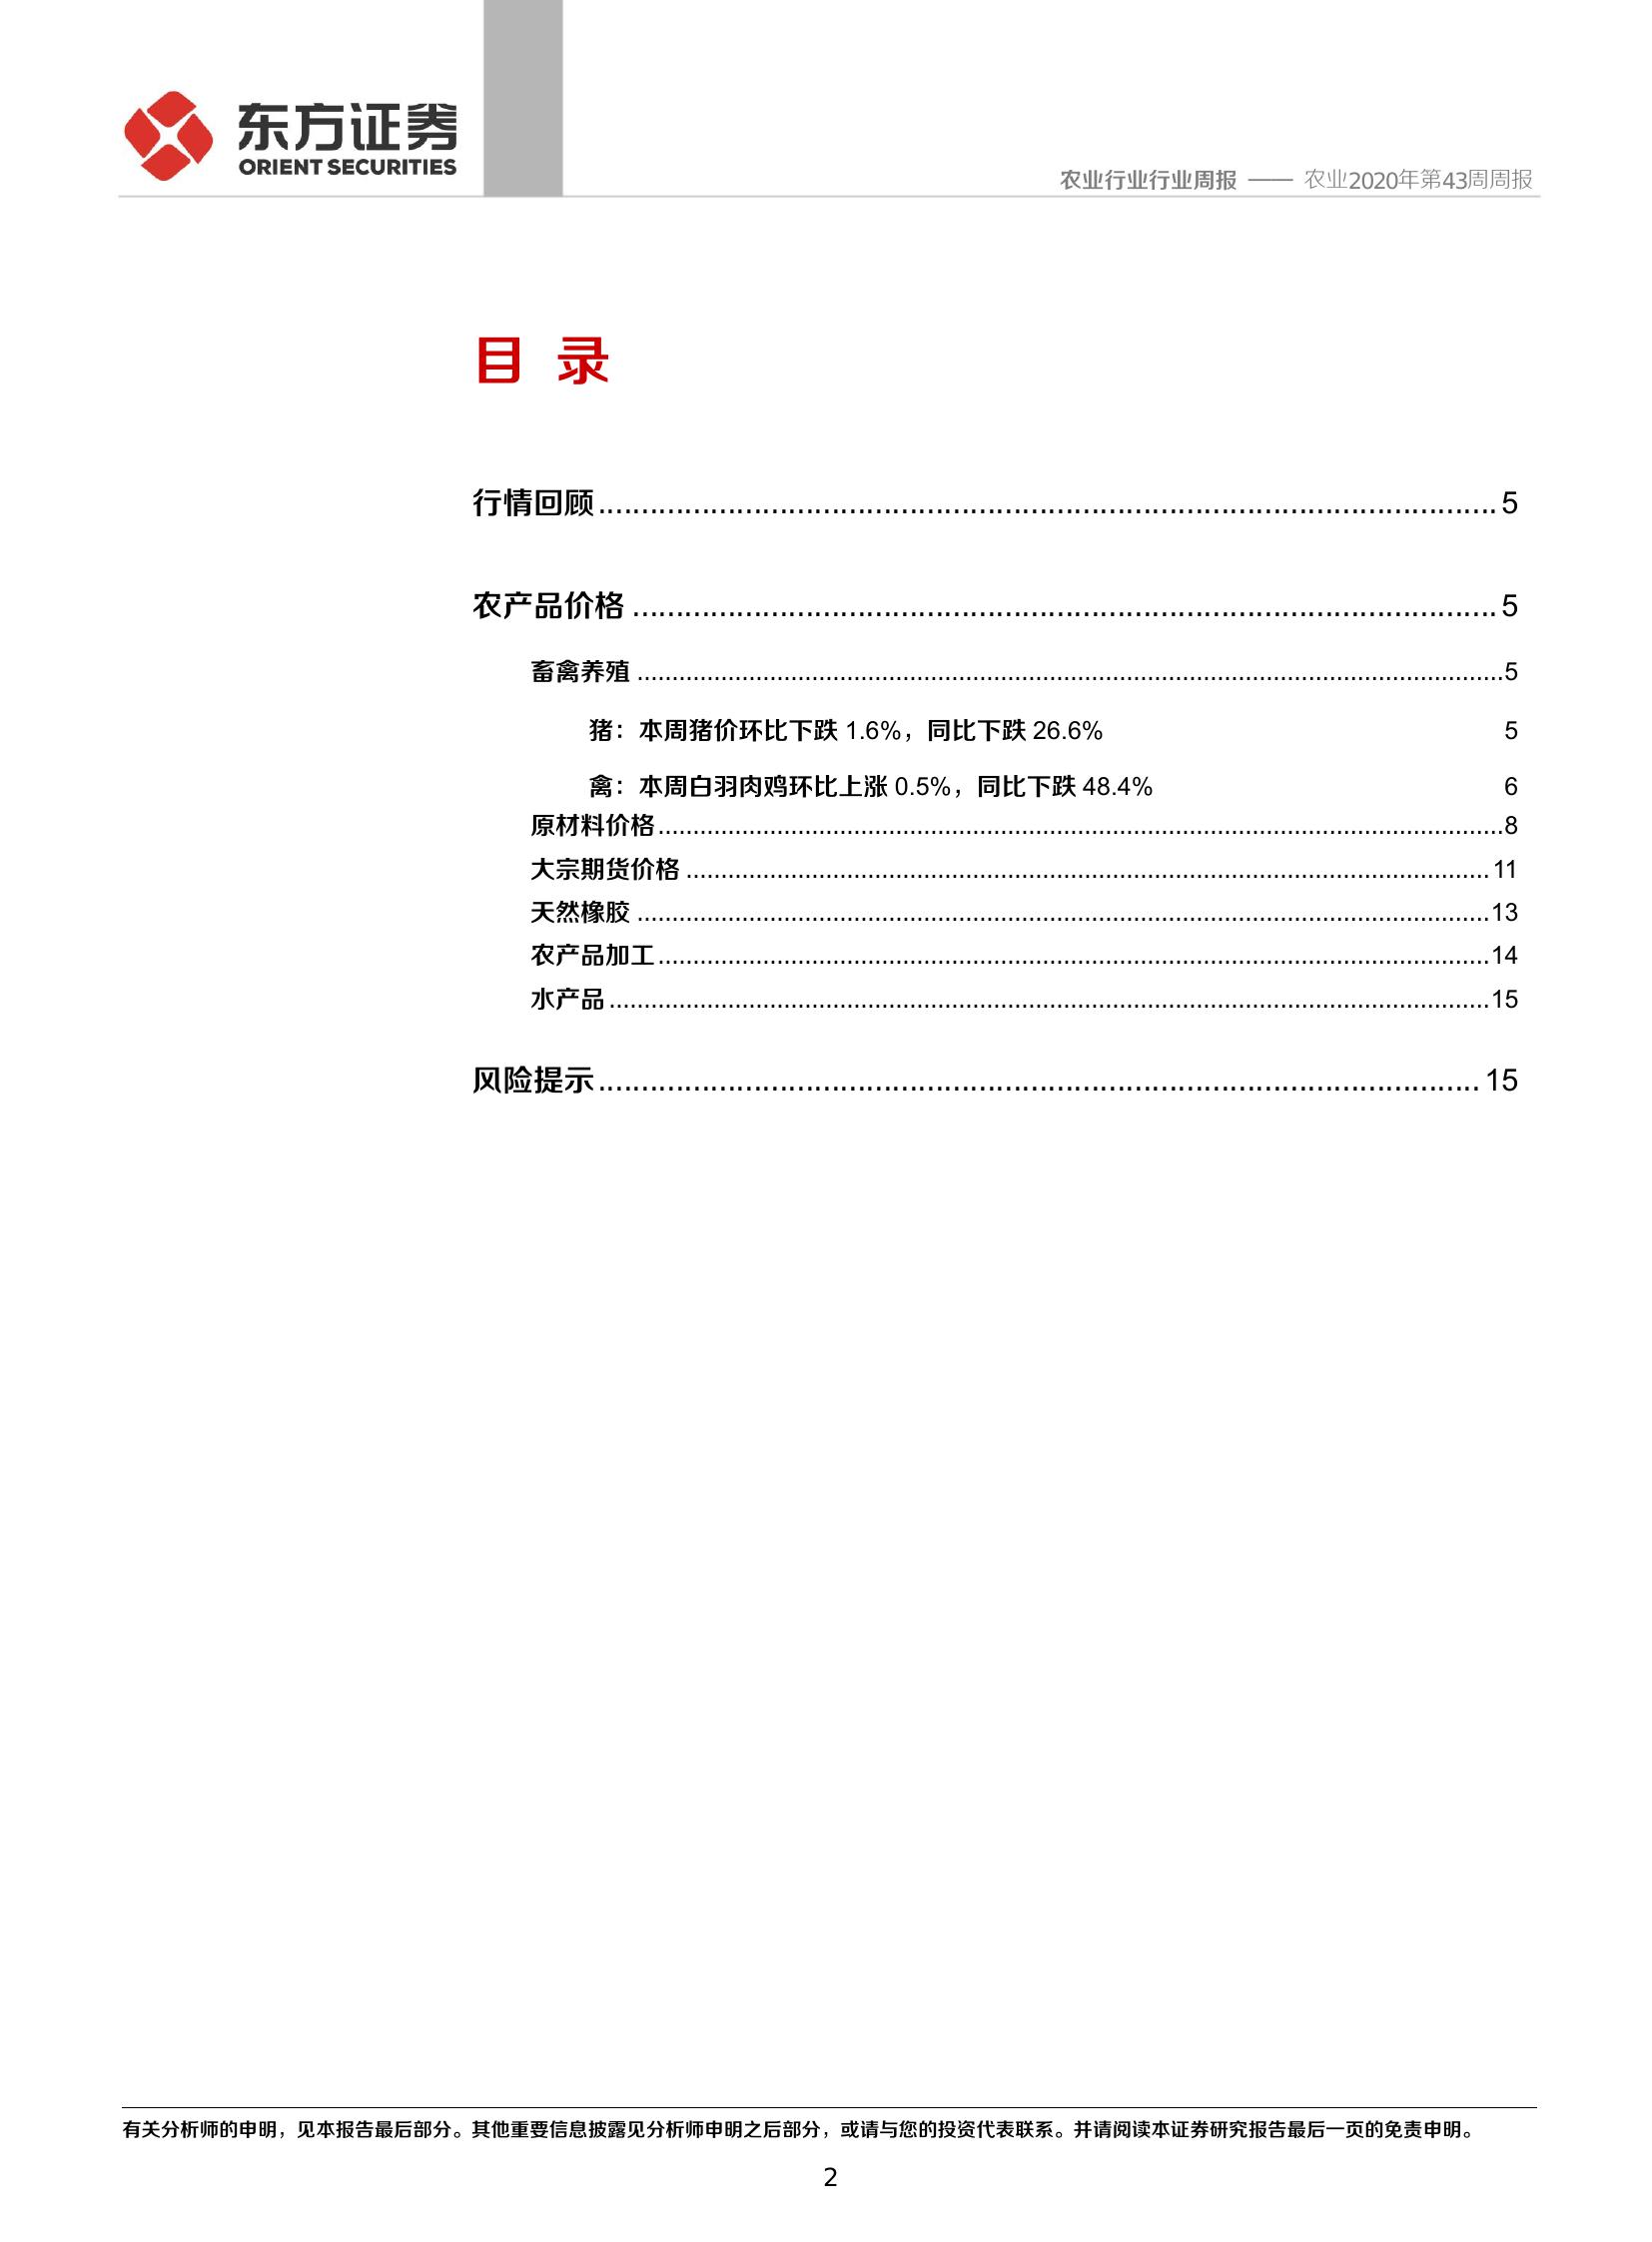 东方证券
ORIENT SECURITIES
农业行业行业周报 —— 农业2020年第43周周报
目 录
行情回顾........................................................................................................ 5
农产品价格.................................................................................................... 5
畜禽养殖........................................................................................................5
猪：本周猪价环比下跌 1.6%，同比下跌 26.6% 5
禽：本周白羽肉鸡环比上涨 0.5%，同比下跌 48.4% 6
原材料价格........................................................................................................8
大宗期货价格........................................................................................................11
天然橡胶........................................................................................................13
农产品加工........................................................................................................14
水产品........................................................................................................15
风险提示........................................................................................................ 15
有关分析师的申明，见本报告最后部分。其他重要信息披露见分析师申明之后部分，或请与您的投资代表联系。并请阅读本证券研究报告最后一页的免责申明。
2